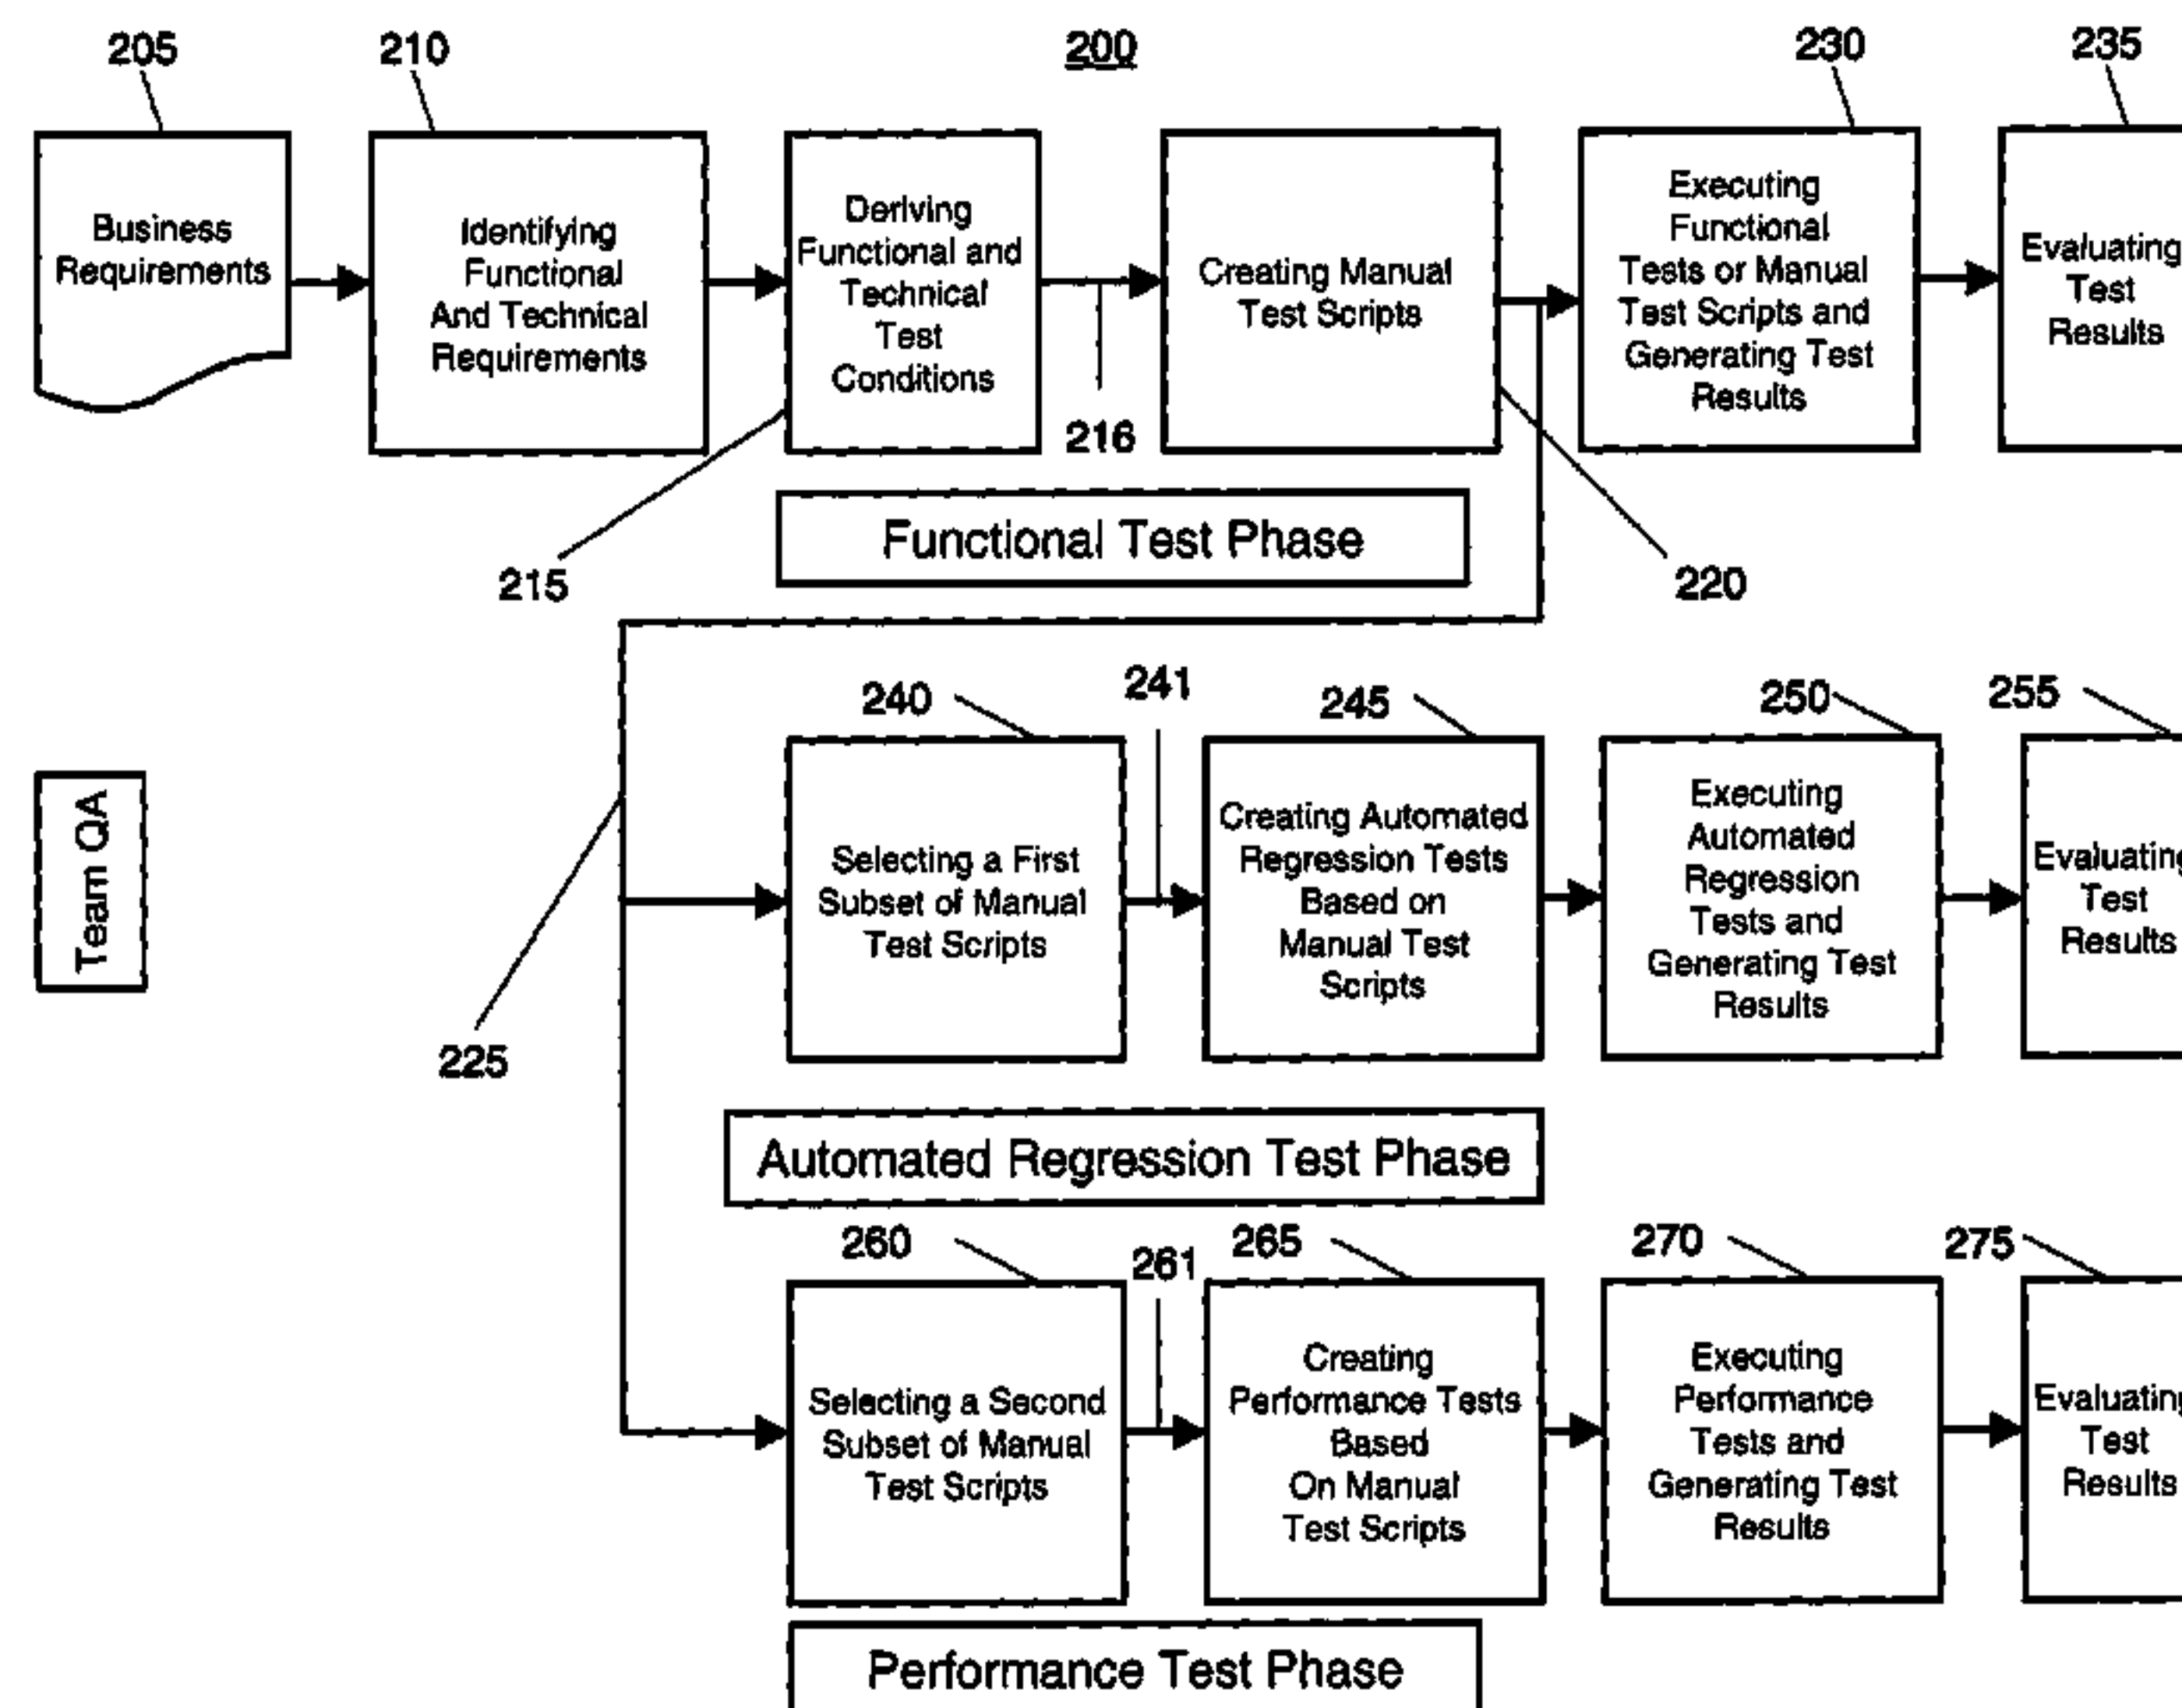 200
205
Business
Requirements
210
Identifying
Functional
And Technical
Requirements
215
Deriving
Functional and
Technical
Test
Conditions
216
220
Creating Manual
Test Scripts
230
Executing
Functional
Tests or Manual
Test Scripts and
Generating Test
Results
235
Evaluating
Test
Results
Functional Test Phase
Team QA
225
240
Selecting a First
Subset of Manual
Test Scripts
241
245
Creating Automated
Regression Tests
Based on
Manual Test
Scripts
250
Executing
Automated
Regression
Tests and
Generating Test
Results
255
Evaluating
Test
Results
Automated Regression Test Phase
260
Selecting a Second
Subset of Manual
Test Scripts
261
265
Creating
Performance Tests
Based
On Manual
Test Scripts
270
Executing
Performance
Tests and
Generating Test
Results
275
Evaluating
Test
Results
Performance Test Phase